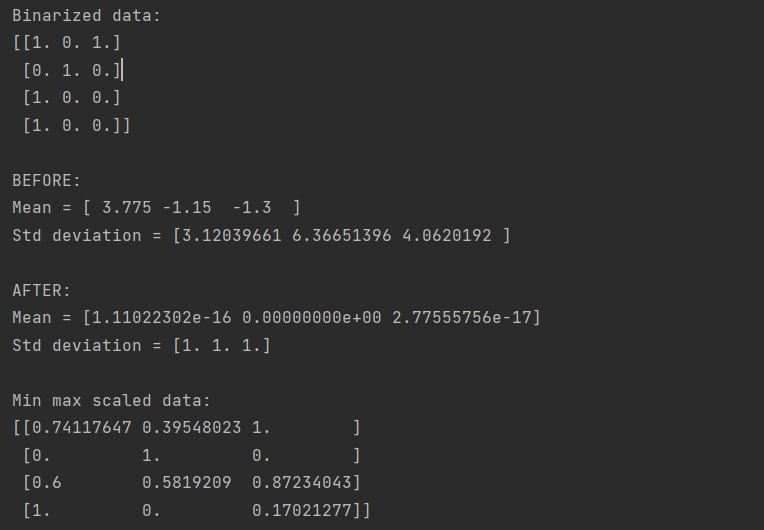 Binarized data:
[[1. 0. 1.]
 [0. 1. 0.]
 [1. 0. 0.]
 [1. 0. 0.]]

BEFORE:
Mean = [ 3.775 -1.15  -1.3  ]
Std deviation = [3.12039661 6.36651396 4.0620192 ]

AFTER:
Mean = [1.11022302e-16 0.00000000e+00 2.77555756e-17]
Std deviation = [1. 1. 1.]

Min max scaled data:
[[0.74117647 0.39548023 1.        ]
 [0.         1.         0.        ]
 [0.6        0.5819209  0.87234043]
 [1.         0.         0.17021277]]